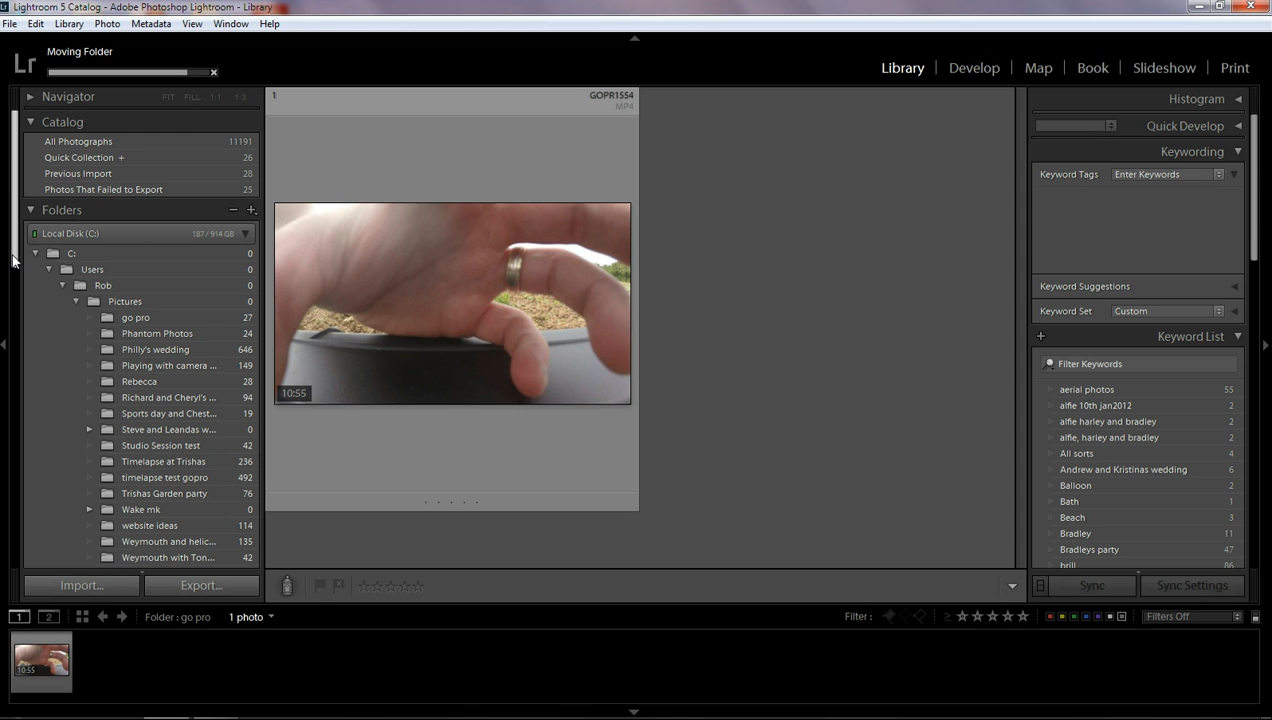 Lr Lightroom 5 Catalog - Adobe Photoshop Lightroom - Library
File Edit Library Photo Metadata View Window Help
Lr Moving Folder
Library Develop Map Book Slideshow Print
Navigator FIT FILL 1:1 1:3
Catalog
All Photographs 11191
Quick Collection + 26
Previous Import 28
Photos That Failed to Export 25
Folders
Local Disk (C:) 187 / 914 GB
C: 0
Users 0
Rob 0
Pictures 0
go pro 27
Phantom Photos 24
Philly's wedding 646
Playing with camera ... 149
Rebecca 28
Richard and Cheryl's ... 94
Sports day and Chest... 19
Steve and Leandas w... 0
Studio Session test 42
Timelapse at Trishas 236
timelapse test gopro 492
Trishas Garden party 76
Wake mk 0
website ideas 114
Weymouth and helic... 135
Weymouth with Ton... 42
Import... Export...
1 GOPR1554
MP4
10:55
Histogram
Quick Develop
Keywording
Keyword Tags Enter Keywords
Keyword Suggestions
Keyword Set Custom
Keyword List
Filter Keywords
aerial photos 55
alfie 10th jan2012 2
alfie harley and bradley 2
alfie, harley and bradley 2
All sorts 4
Andrew and Kristinas wedding 6
Balloon 2
Bath 1
Beach 3
Bradley 11
Bradleys party 47
brill 86
Sync Sync Settings
1 2 Folder : go pro 1 photo Filter : Filters Off
10:55